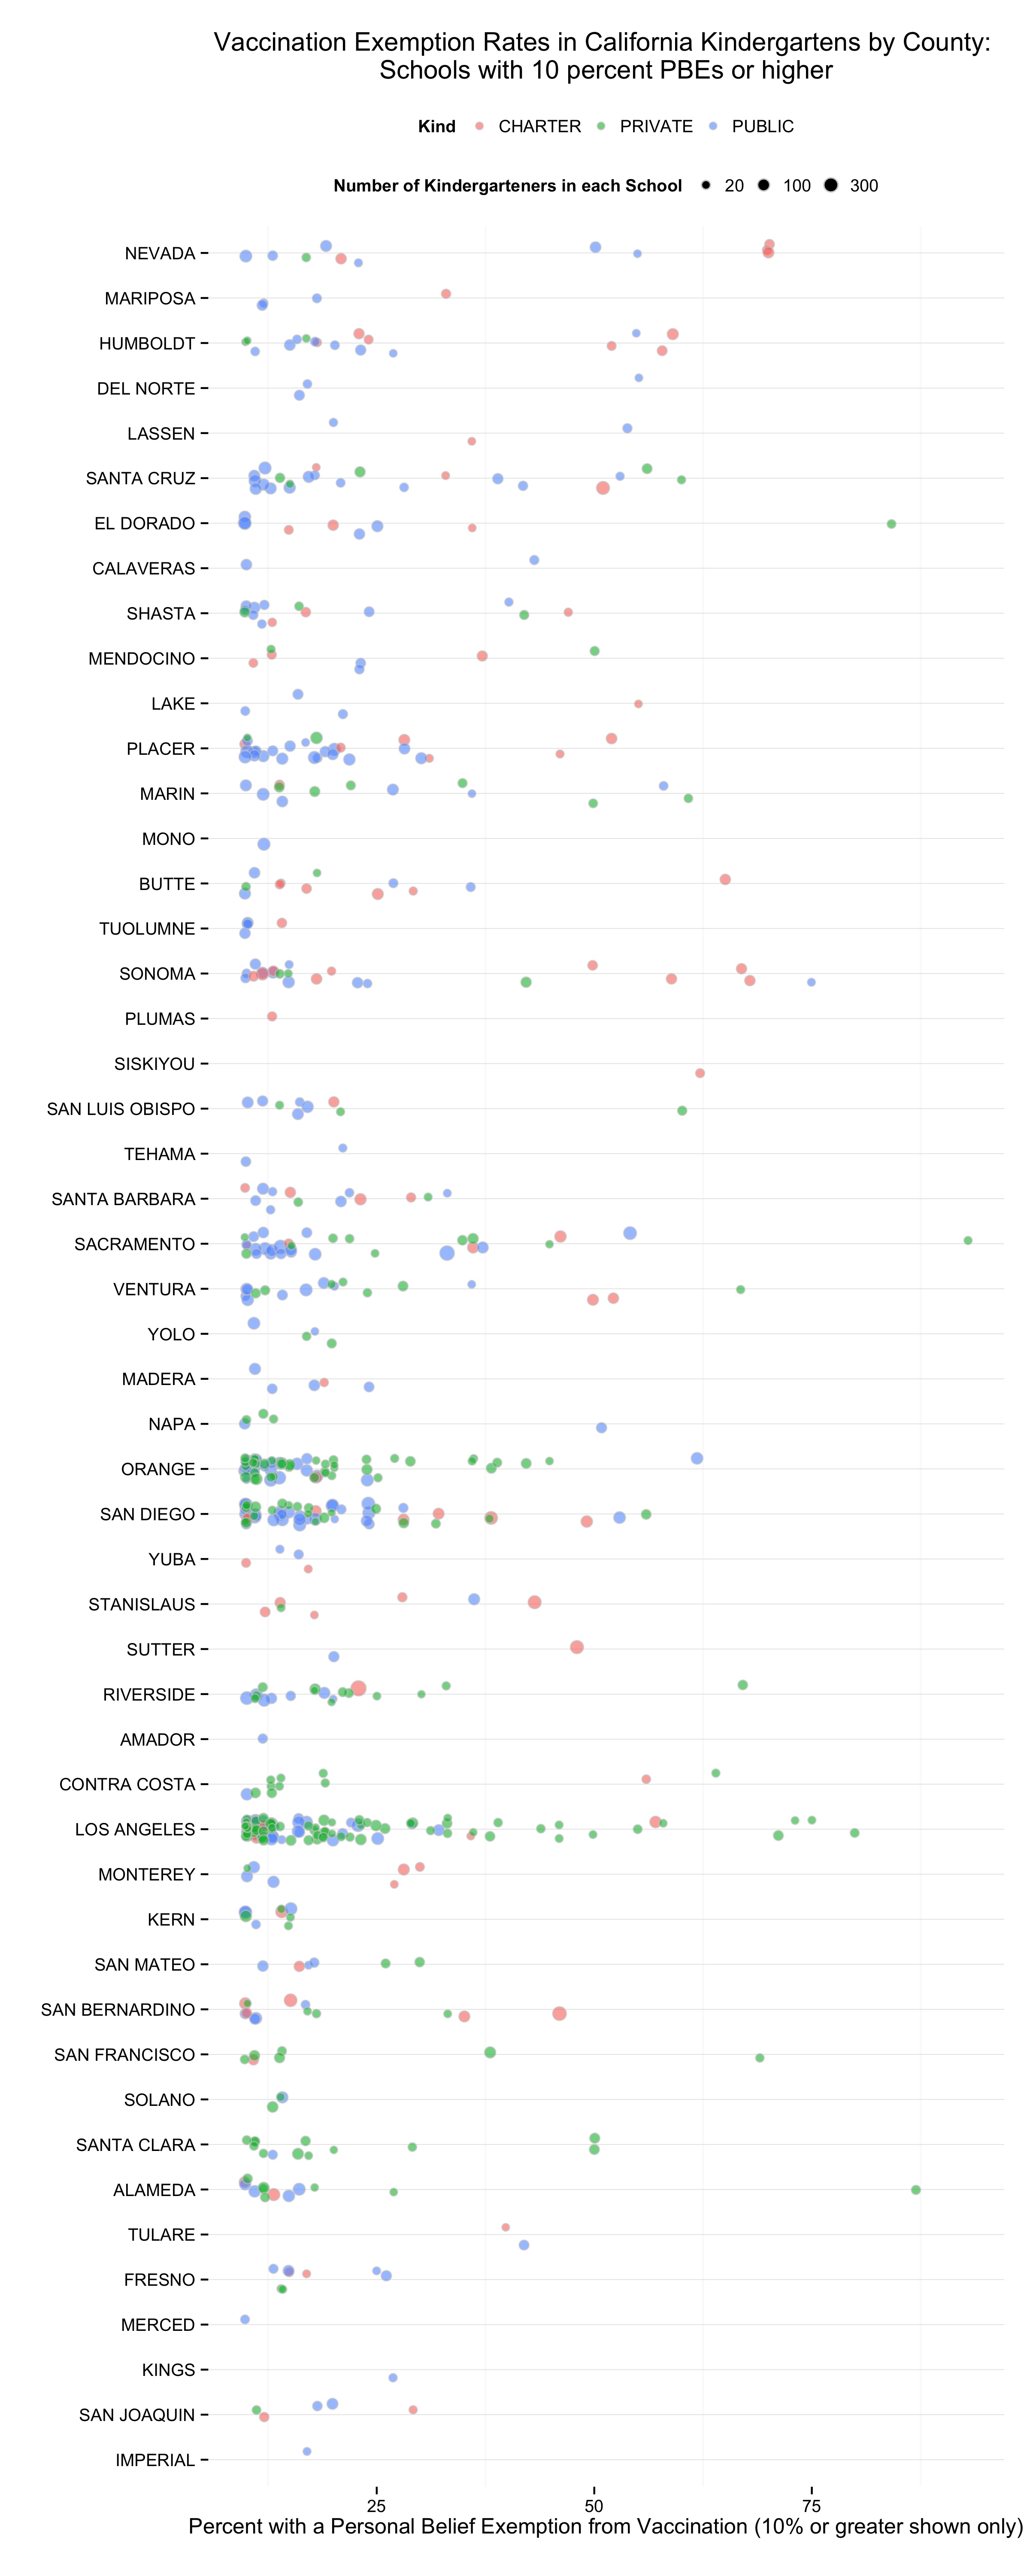 Vaccination Exemption Rates in California Kindergartens by County:
Schools with 10 percent PBEs or higher
Kind CHARTER PRIVATE PUBLIC
Number of Kindergarteners in each School 20 100 300
NEVADA
MARIPOSA
HUMBOLDT
DEL NORTE
LASSEN
SANTA CRUZ
EL DORADO
CALAVERAS
SHASTA
MENDOCINO
LAKE
PLACER
MARIN
MONO
BUTTE
TUOLUMNE
SONOMA
PLUMAS
SISKIYOU
SAN LUIS OBISPO
TEHAMA
SANTA BARBARA
SACRAMENTO
VENTURA
YOLO
MADERA
NAPA
ORANGE
SAN DIEGO
YUBA
STANISLAUS
SUTTER
RIVERSIDE
AMADOR
CONTRA COSTA
LOS ANGELES
MONTEREY
KERN
SAN MATEO
SAN BERNARDINO
SAN FRANCISCO
SOLANO
SANTA CLARA
ALAMEDA
TULARE
FRESNO
MERCED
KINGS
SAN JOAQUIN
IMPERIAL
25 50 75
Percent with a Personal Belief Exemption from Vaccination (10% or greater shown only)